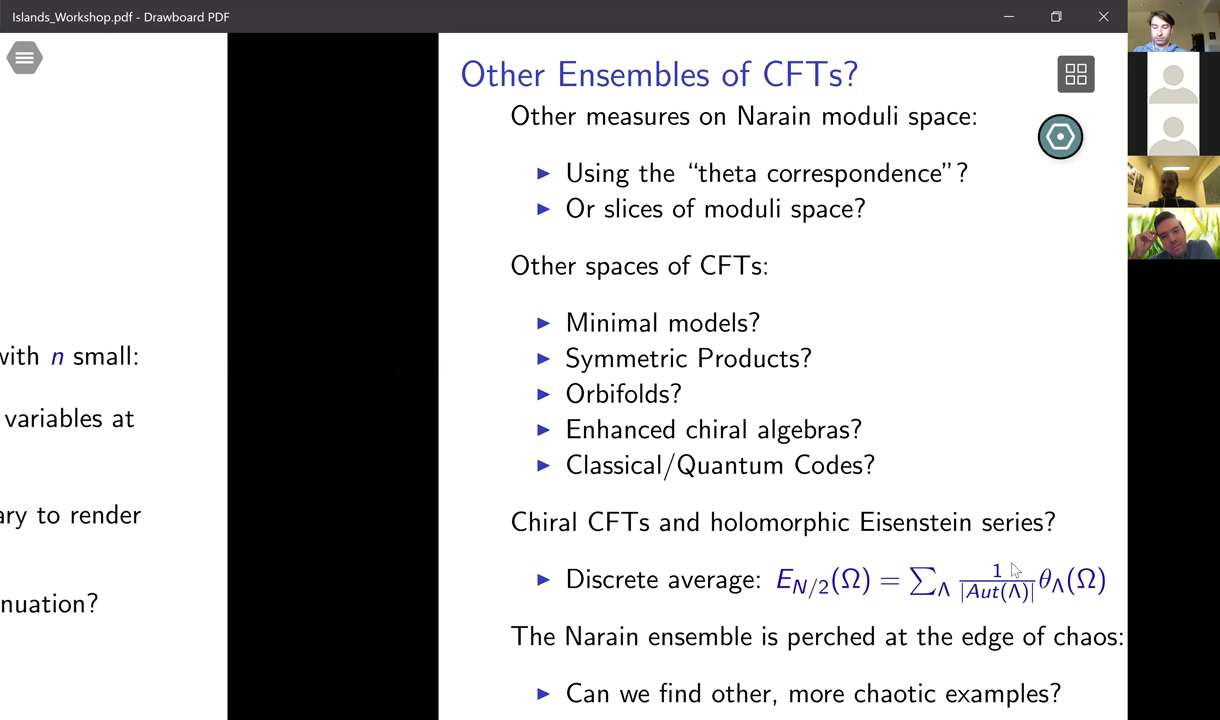 Islands_Workshop.pdf - Drawboard PDF
Other Ensembles of CFTs?
Other measures on Narain moduli space:
▶ Using the “theta correspondence”?
▶ Or slices of moduli space?
Other spaces of CFTs:
▶ Minimal models?
▶ Symmetric Products?
▶ Orbifolds?
▶ Enhanced chiral algebras?
▶ Classical/Quantum Codes?
Chiral CFTs and holomorphic Eisenstein series?
▶ Discrete average: E_{N/2}(Ω) = ∑_Λ 1/|Aut(Λ)| θ_Λ(Ω)
The Narain ensemble is perched at the edge of chaos:
▶ Can we find other, more chaotic examples?
with n small:
variables at
ary to render
nuation?